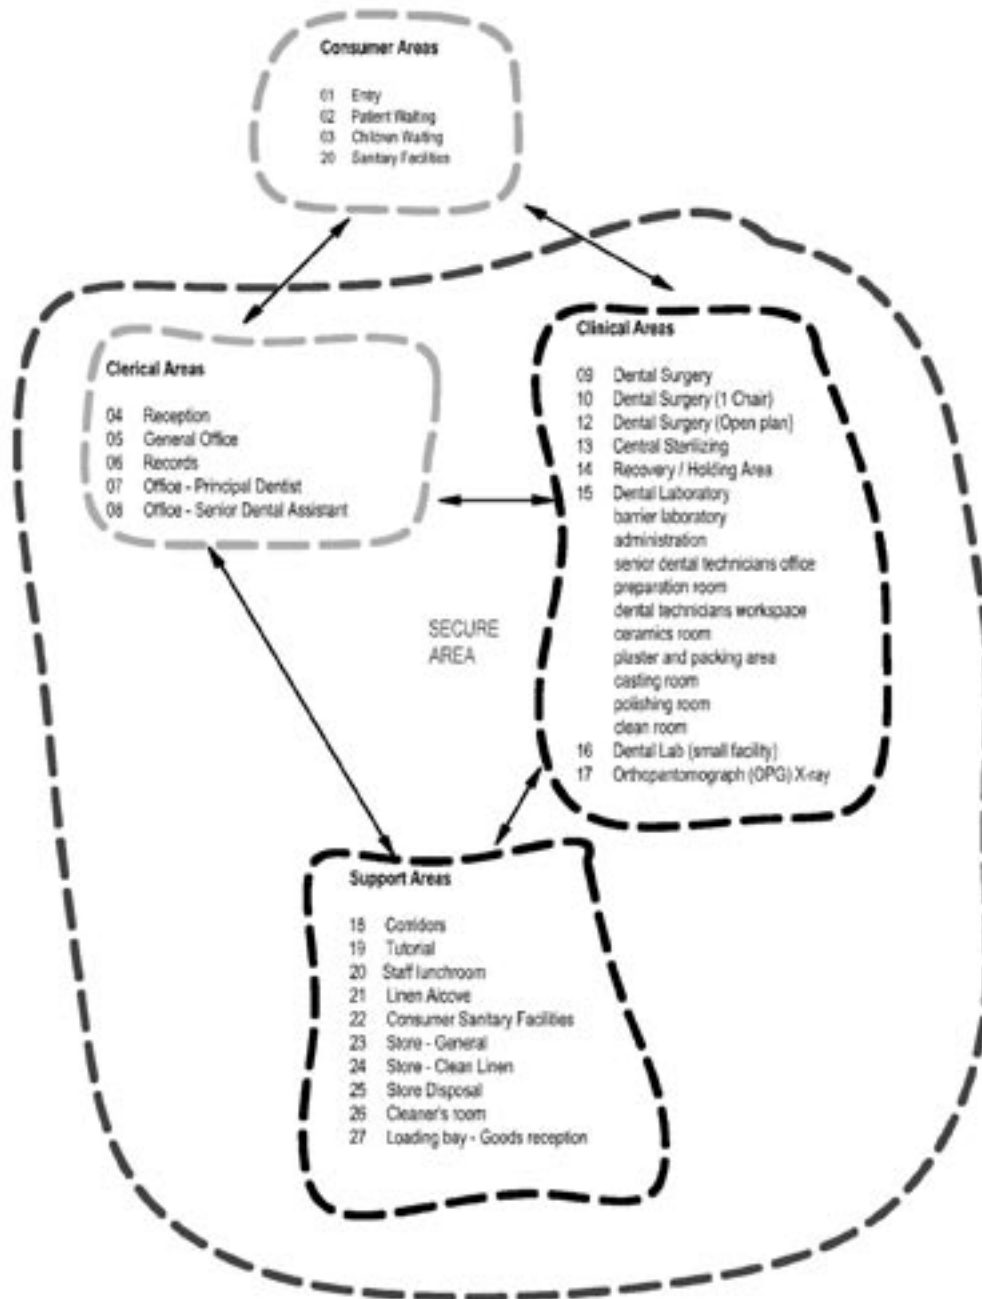 Consumer Areas
01 Entry
02 Patient Waiting
03 Children Waiting
20 Sanitary Facilities
Clerical Areas
04 Reception
05 General Office
06 Records
07 Office - Principal Dentist
08 Office - Senior Dental Assistant
Clinical Areas
09 Dental Surgery
10 Dental Surgery (1 Chair)
12 Dental Surgery (Open plan)
13 Central Sterilizing
14 Recovery / Holding Area
15 Dental Laboratory
barrier laboratory
administration
senior dental technicians office
preparation room
dental technicians workspace
ceramics room
plaster and packing area
casting room
polishing room
clean room
16 Dental Lab (small facility)
17 Orthopantomograph (OPG) X-ray
SECURE
AREA
Support Areas
18 Corridors
19 Tutorial
20 Staff lunchroom
21 Linen Alcove
22 Consumer Sanitary Facilities
23 Store - General
24 Store - Clean Linen
25 Store Disposal
26 Cleaner's room
27 Loading bay - Goods reception